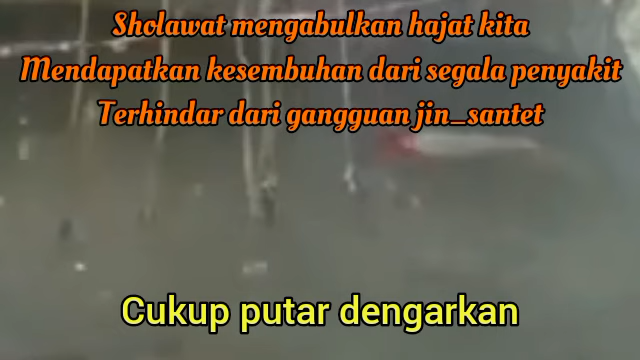 Sholawat mengabulkan hajat kita
Mendapatkan kesembuhan dari segala penyakit
Terhindar dari gangguan jin_santet
Cukup putar dengarkan